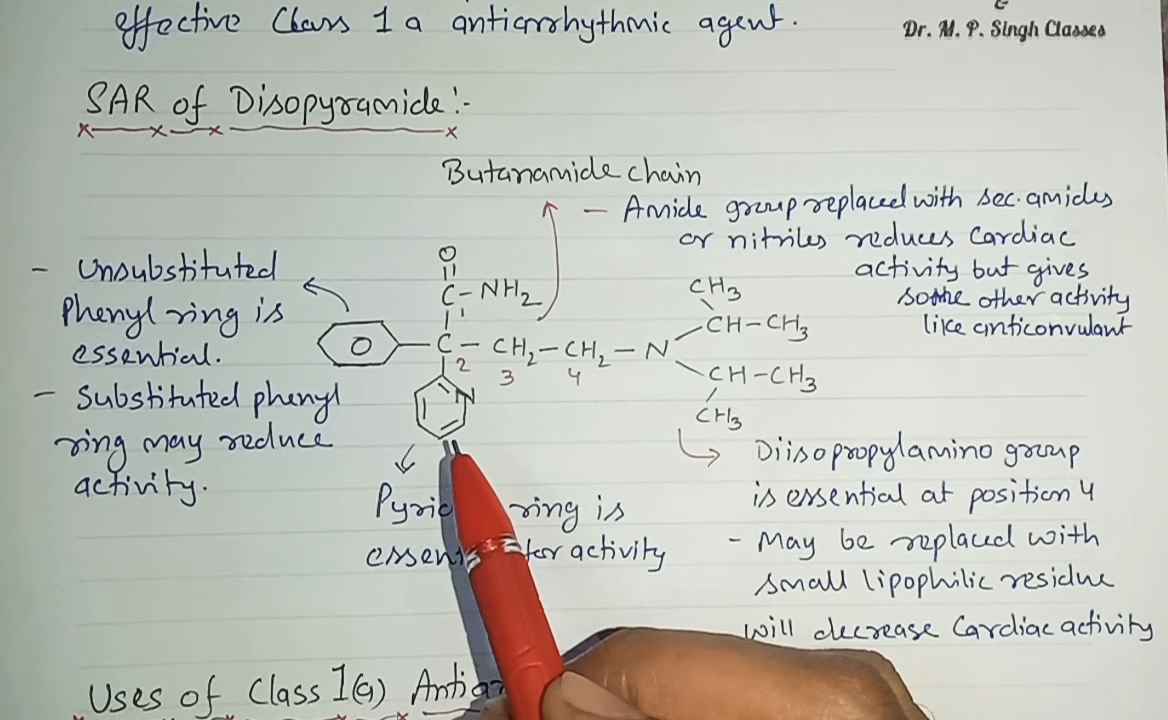 effective Class 1a antiarrhythmic agent.
Dr. M. P. Singh Classes
SAR of Disopyramide:-
Butanamide chain
- Amide group replaced with sec. amides
or nitriles reduces Cardiac
activity but gives
some other activity
like anticonvulant
- Unsubstituted
Phenyl ring is
essential.
- Substituted phenyl
ring may reduce
activity.
O
C-NH2
1
C-CH2-CH2-N
2 3 4
CH3
CH-CH3
CH-CH3
CH3
N
ring is
for activity
Diisopropylamino group
is essential at position 4
- May be replaced with
small lipophilic residue
will decrease Cardiac activity
Uses of Class 1(a)